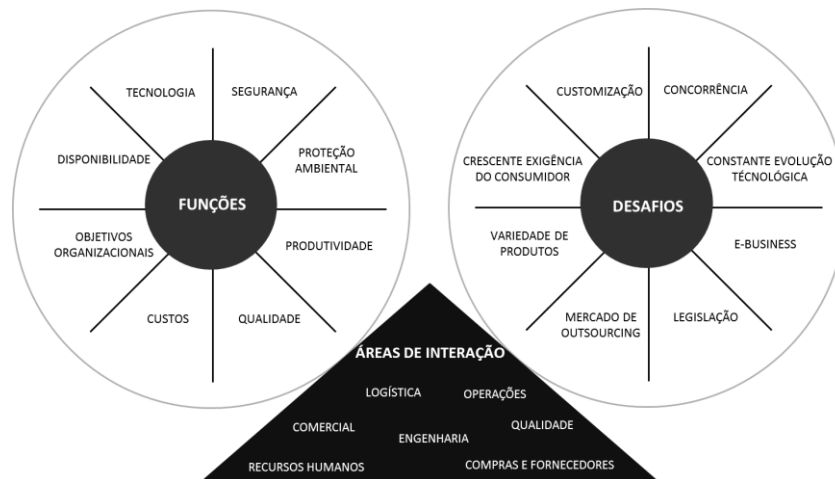 FUNÇÕES
TECNOLOGIA
SEGURANÇA
DISPONIBILIDADE
PROTEÇÃO
AMBIENTAL
OBJETIVOS
ORGANIZACIONAIS
PRODUTIVIDADE
CUSTOS
QUALIDADE
DESAFIOS
CUSTOMIZAÇÃO
CONCORRÊNCIA
CRESCENTE EXIGÊNCIA
DO CONSUMIDOR
CONSTANTE EVOLUÇÃO
TÉCNOLÓGICA
VARIEDADE DE
PRODUTOS
E-BUSINESS
MERCADO DE
OUTSOURCING
LEGISLAÇÃO
ÁREAS DE INTERAÇÃO
LOGÍSTICA
OPERAÇÕES
COMERCIAL
ENGENHARIA
QUALIDADE
RECURSOS HUMANOS
COMPRAS E FORNECEDORES